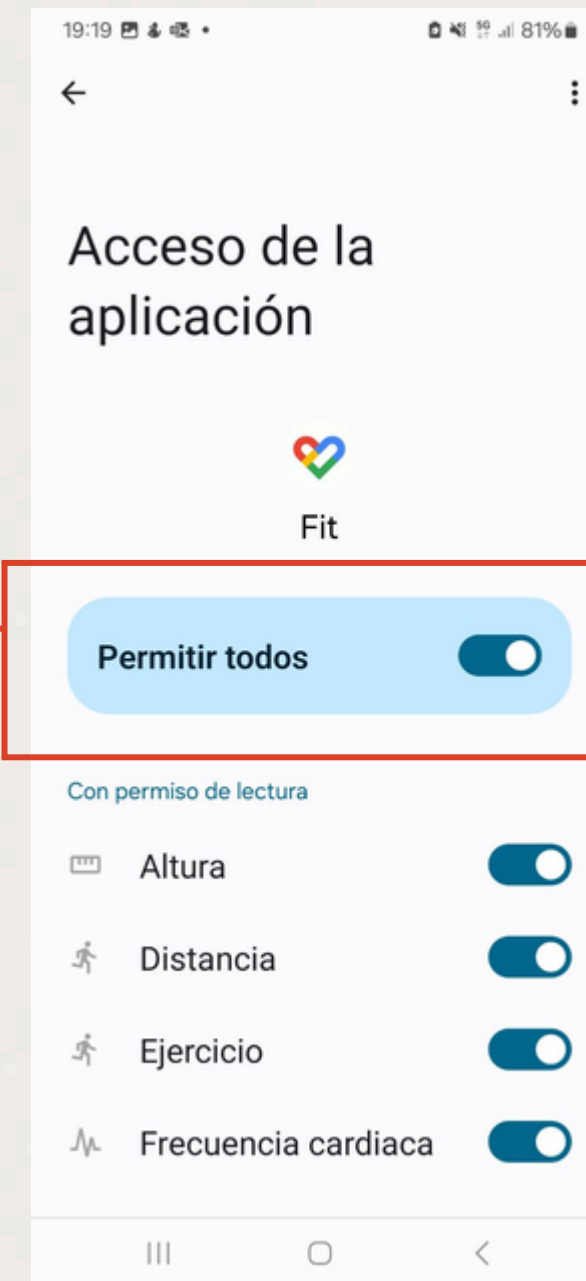 19:19
5G 81%
Acceso de la
aplicación
Fit
Permitir todos
Con permiso de lectura
Altura
Distancia
Ejercicio
Frecuencia cardiaca